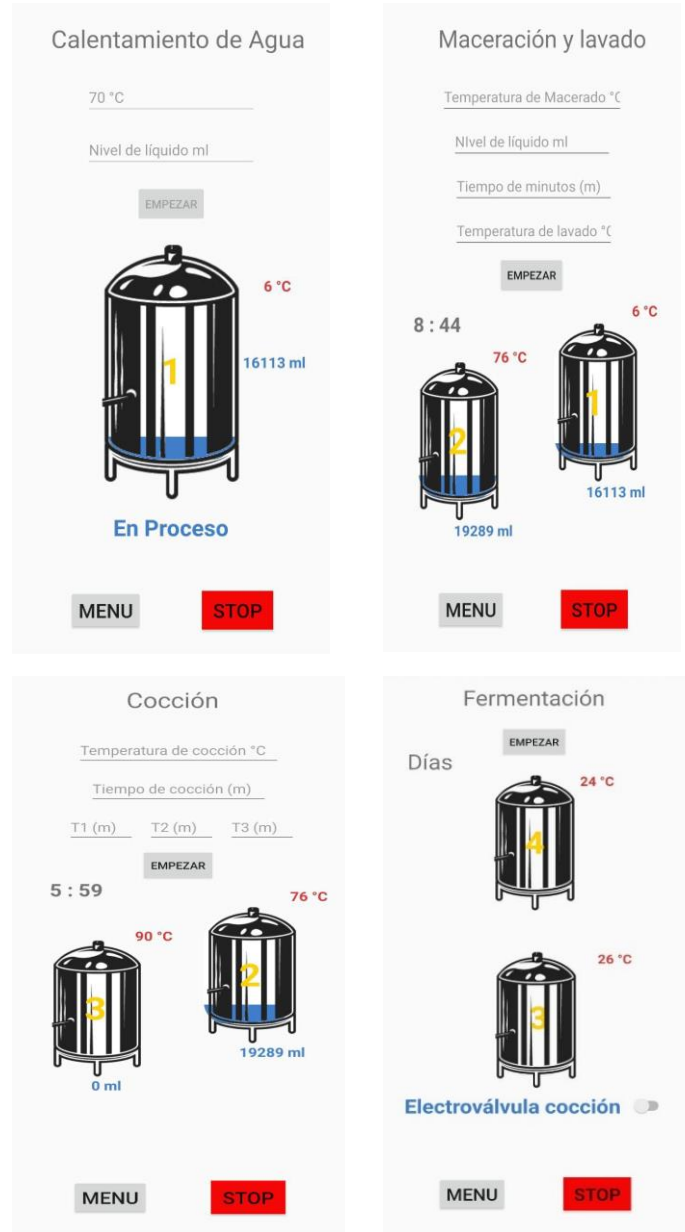 Calentamiento de Agua
70 °C
Nivel de líquido ml
EMPEZAR
6 °C
1
16113 ml
En Proceso
MENU
STOP
Maceración y lavado
Temperatura de Macerado °C
NIvel de líquido ml
Tiempo de minutos (m)
Temperatura de lavado °C
EMPEZAR
8 : 44
6 °C
76 °C
1
2
16113 ml
19289 ml
MENU
STOP
Cocción
Temperatura de cocción °C
Tiempo de cocción (m)
T1 (m) T2 (m) T3 (m)
EMPEZAR
5 : 59
76 °C
90 °C
2
3
19289 ml
0 ml
MENU
STOP
Fermentación
EMPEZAR
Días
24 °C
4
26 °C
3
Electroválvula cocción
MENU
STOP